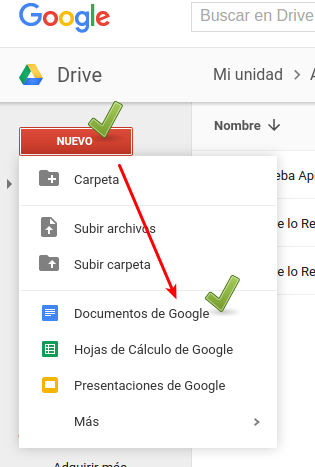 Google
Buscar en Drive
Drive
Mi unidad >
NUEVO
Nombre
Carpeta
Subir archivos
Subir carpeta
Documentos de Google
Hojas de Cálculo de Google
Presentaciones de Google
Más
eba Ap
e lo Re
e lo Re
Adquirir más